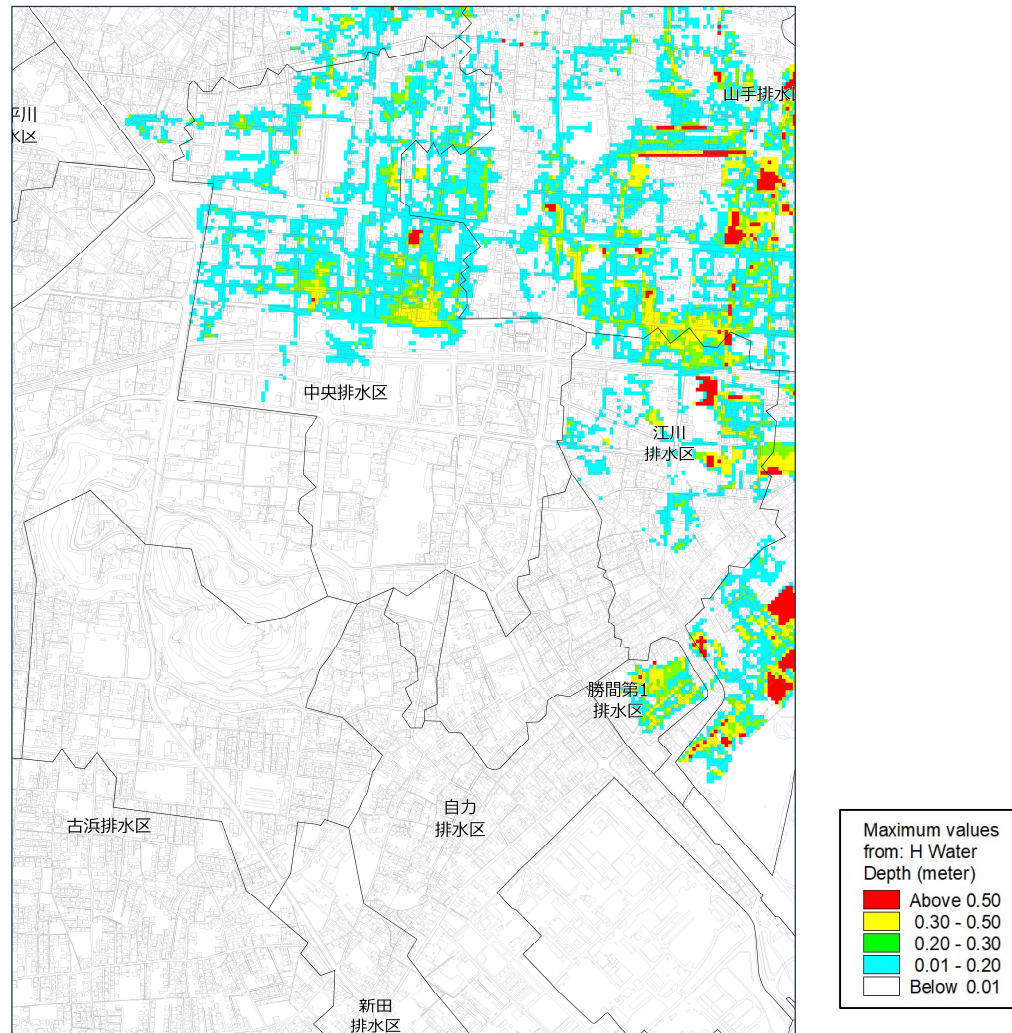 山手排水
平川
水区
中央排水区
江川
排水区
勝間第1
排水区
自力
排水区
古浜排水区
新田
排水区
Maximum values
from: H Water
Depth (meter)
Above 0.50
0.30 - 0.50
0.20 - 0.30
0.01 - 0.20
Below 0.01